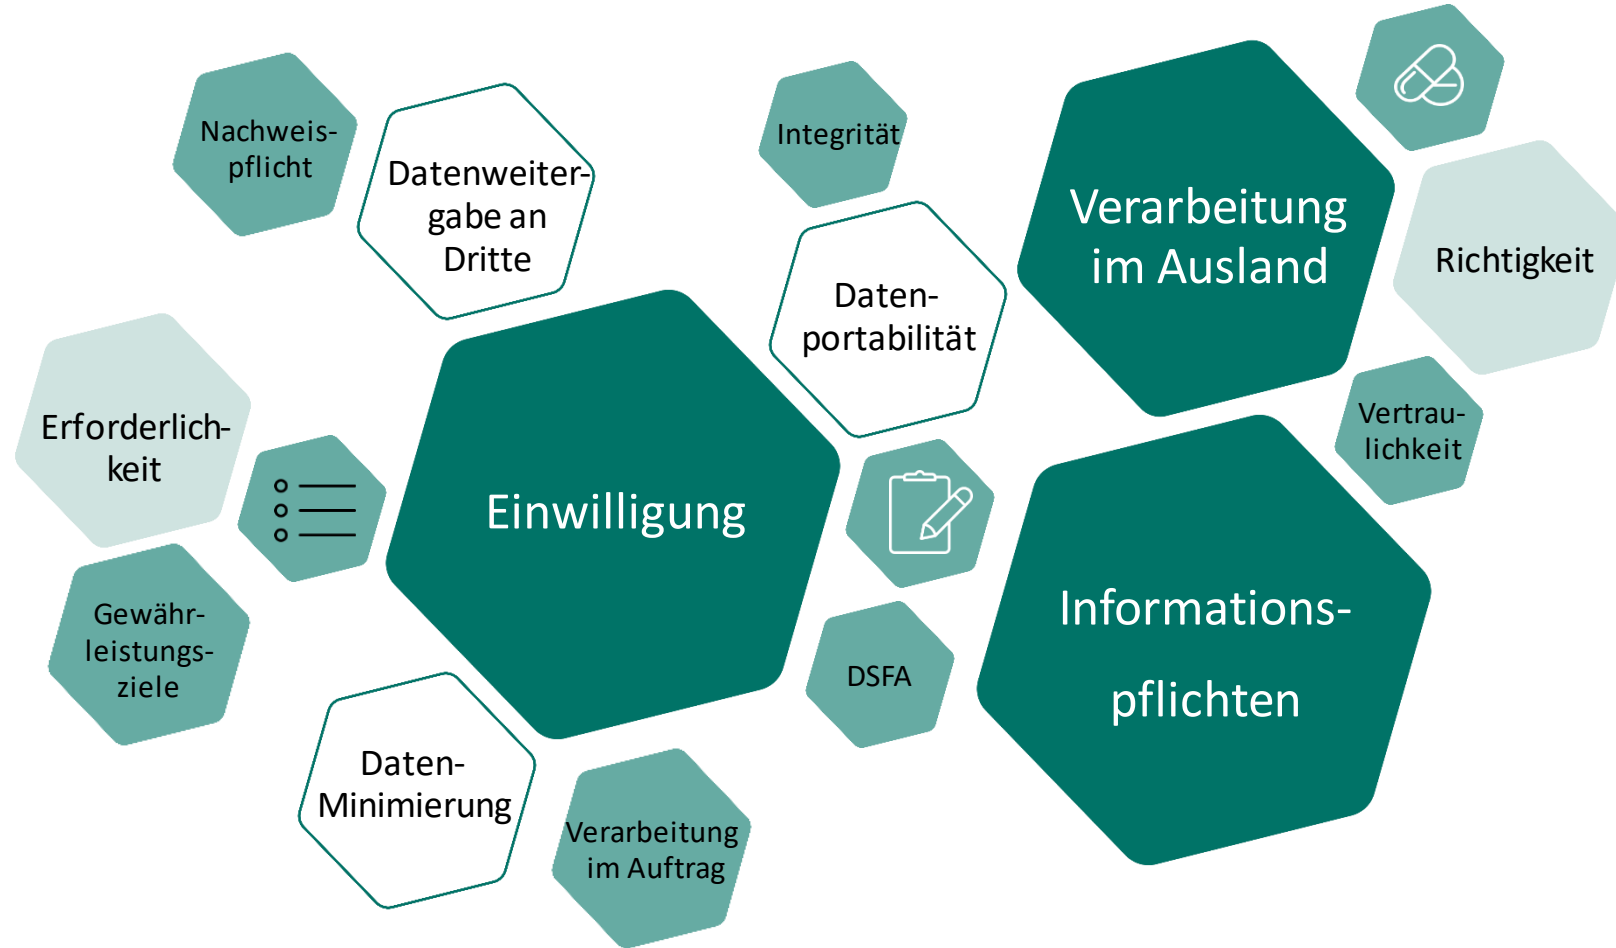 Nachweis-
pflicht
Datenweiter-
gabe an
Dritte
Integrität
Verarbeitung
im Ausland
Richtigkeit
Daten-
portabilität
Erforderlich-
keit
Vertrau-
lichkeit
Einwilligung
Informations-
pflichten
Gewähr-
leistungs-
ziele
DSFA
Daten-
Minimierung
Verarbeitung
im Auftrag